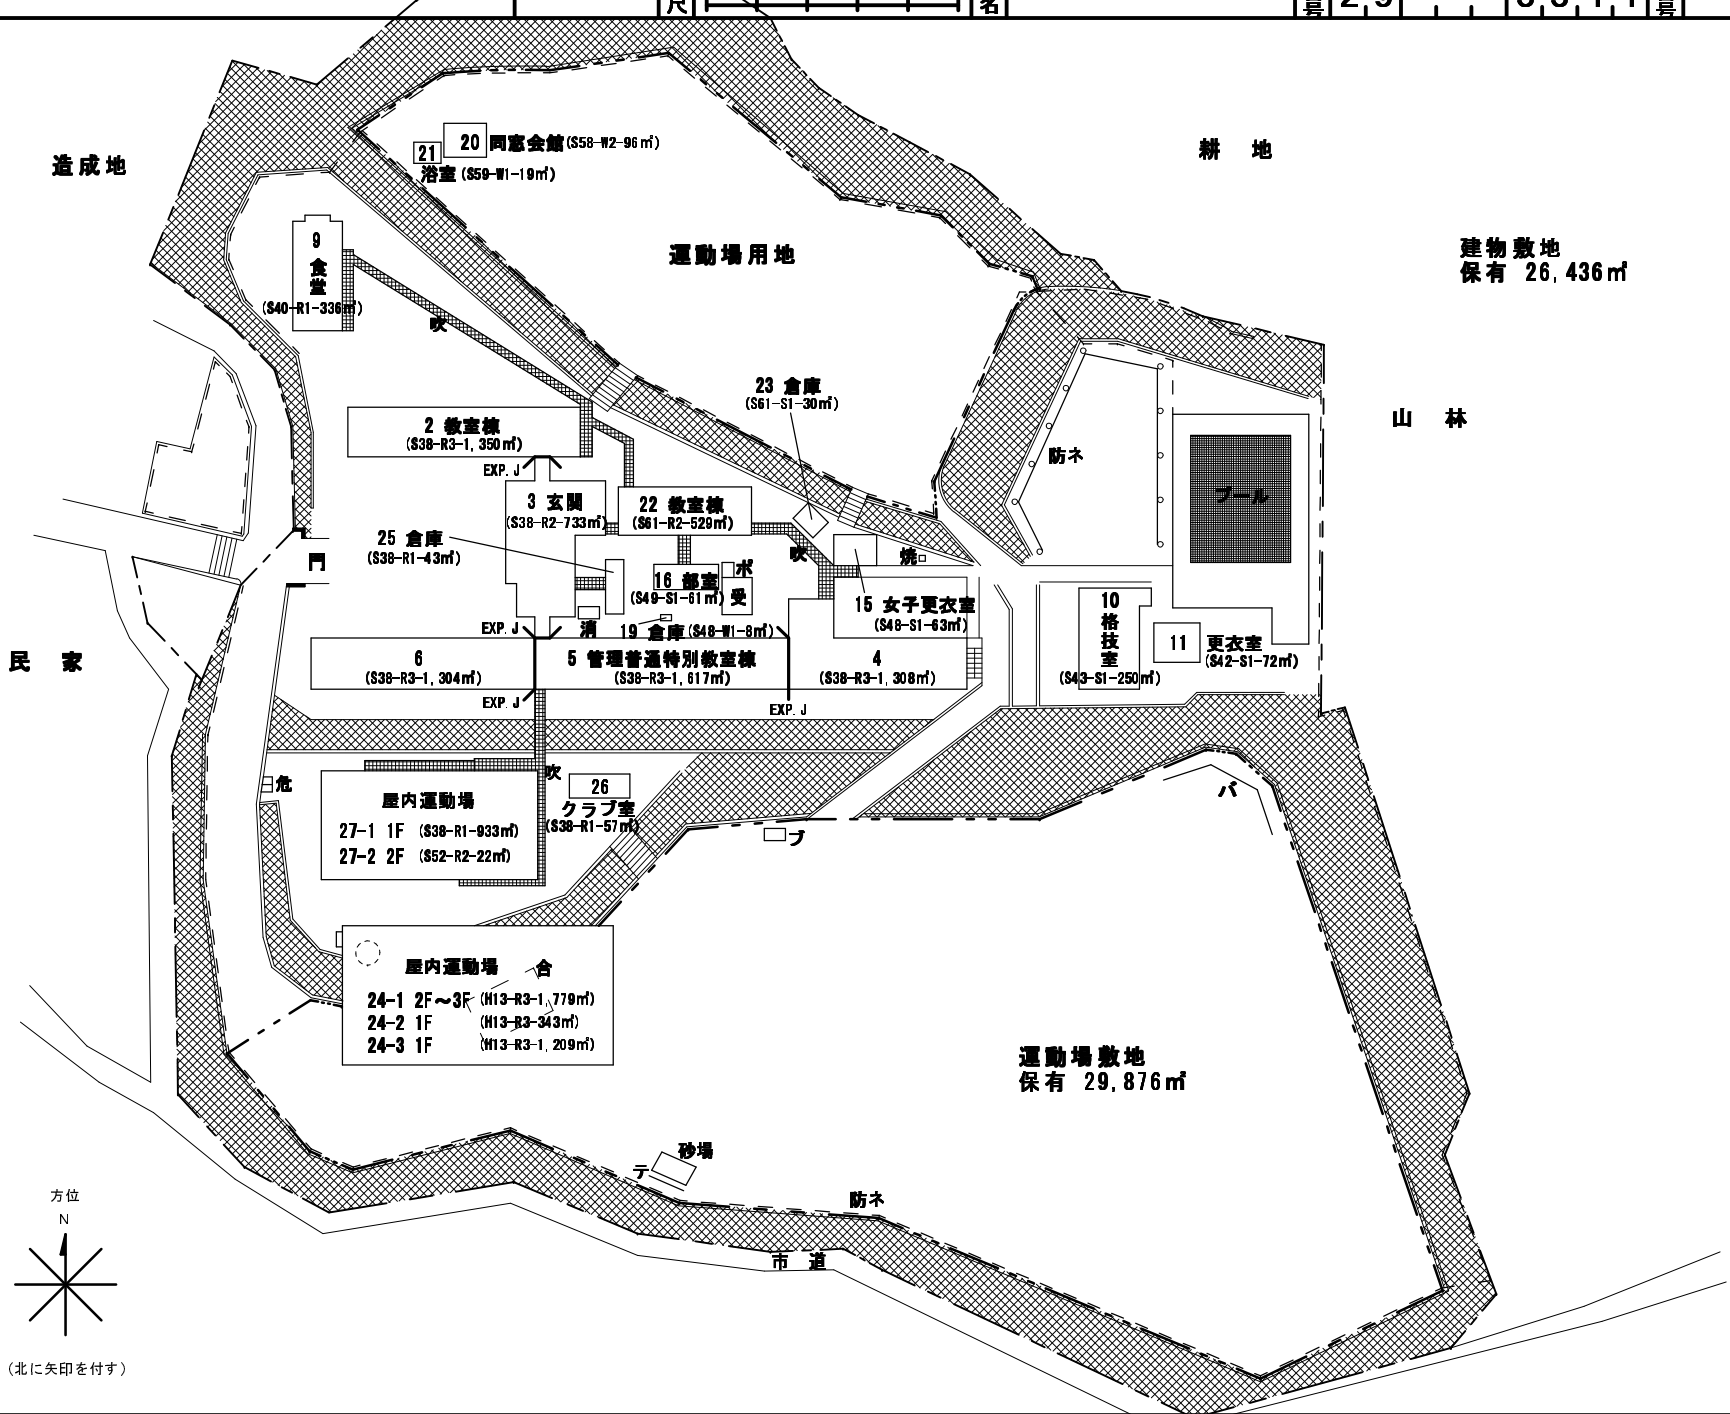 尺
名
造成地
20 同窓会館(S58-W2-96㎡)
21
浴室(S59-W1-19㎡)
耕 地
運動場用地
建物敷地
保有 26,436㎡
9
食堂
(S40-R1-336㎡)
吹
23 倉庫
(S61-S1-30㎡)
山 林
2 教室棟
(S38-R3-1,350㎡)
EXP.J
防ネ
プール
3 玄関
(S38-R2-733㎡)
22 教室棟
(S61-R2-529㎡)
25 倉庫
(S38-R1-43㎡)
門
吹
焼
16 部室
(S49-S1-61㎡)
ポ
受
15 女子更衣室
(S48-S1-63㎡)
10
格技室
(S43-S1-250㎡)
EXP.J
消
19 倉庫(S48-W1-8㎡)
11 更衣室
(S42-S1-72㎡)
民 家
6
(S38-R3-1,304㎡)
5 管理普通特別教室棟
(S38-R3-1,617㎡)
4
(S38-R3-1,308㎡)
EXP.J
EXP.J
危
吹
26
クラブ室
(S38-R1-57㎡)
バ
屋内運動場
27-1 1F (S38-R1-933㎡)
27-2 2F (S52-R2-22㎡)
ブ
屋内運動場 合
24-1 2F～3F (H13-R3-1,779㎡)
24-2 1F (H13-R3-343㎡)
24-3 1F (H13-R3-1,209㎡)
運動場敷地
保有 29,876㎡
砂場
テ
防ネ
市 道
方位
N
(北に矢印を付す)